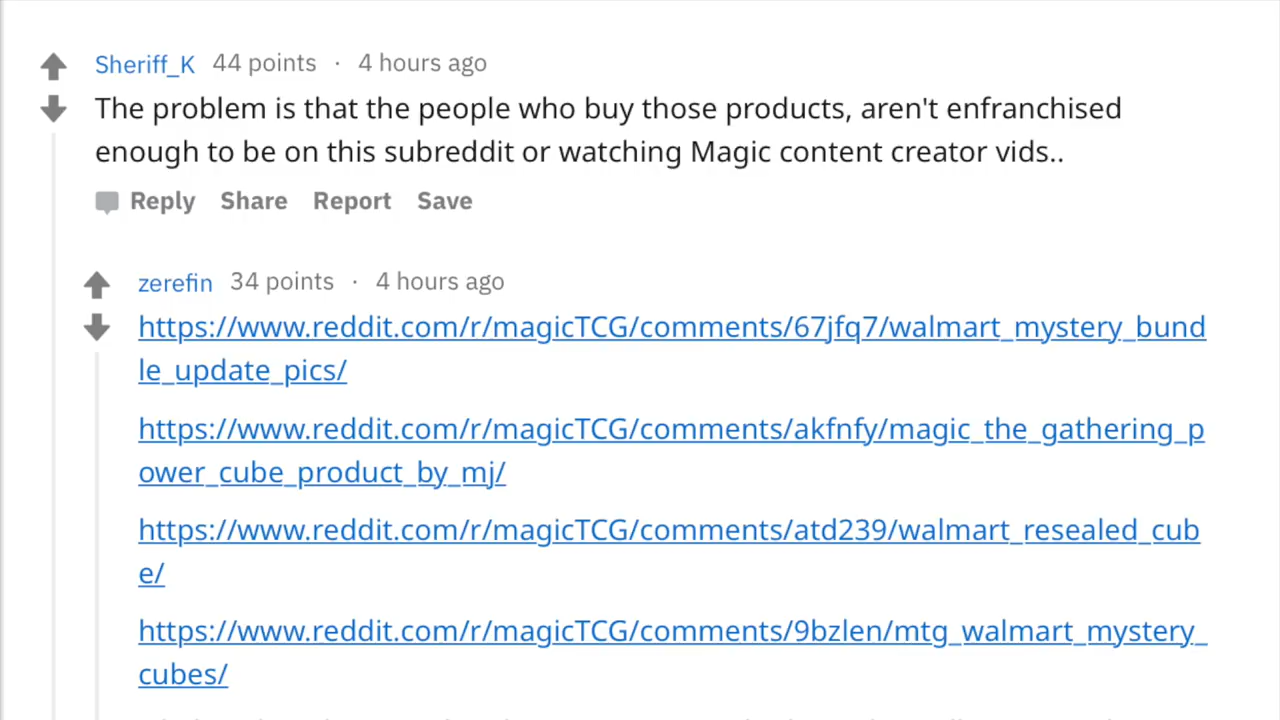 Sheriff_K 44 points · 4 hours ago
The problem is that the people who buy those products, aren't enfranchised
enough to be on this subreddit or watching Magic content creator vids..
Reply Share Report Save
zerefin 34 points · 4 hours ago
https://www.reddit.com/r/magicTCG/comments/67jfq7/walmart_mystery_bund
le_update_pics/
https://www.reddit.com/r/magicTCG/comments/akfnfy/magic_the_gathering_p
ower_cube_product_by_mj/
https://www.reddit.com/r/magicTCG/comments/atd239/walmart_resealed_cub
e/
https://www.reddit.com/r/magicTCG/comments/9bzlen/mtg_walmart_mystery_
cubes/